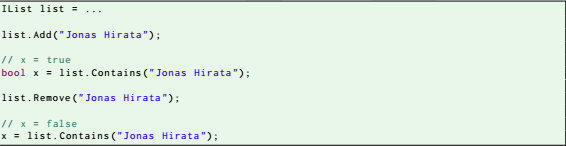 IList list = ...
list.Add("Jonas Hirata");
// x = true
bool x = list.Contains("Jonas Hirata");
list.Remove("Jonas Hirata");
// x = false
x = list.Contains("Jonas Hirata");